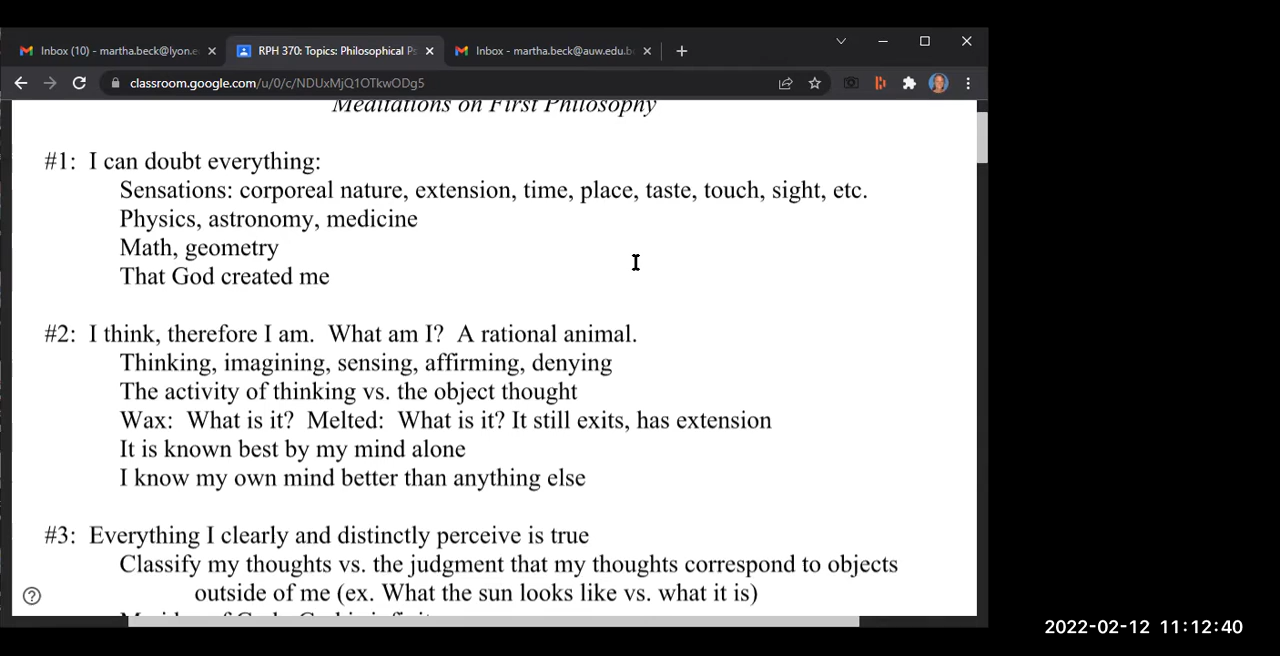 Inbox (10) - martha.beck@lyon.e
RPH 370: Topics: Philosophical Ps
Inbox - martha.beck@auw.edu.b
classroom.google.com/u/0/c/NDUxMjQ1OTkwODg5
Meditations on First Philosophy
#1: I can doubt everything:
Sensations: corporeal nature, extension, time, place, taste, touch, sight, etc.
Physics, astronomy, medicine
Math, geometry
That God created me
#2: I think, therefore I am. What am I? A rational animal.
Thinking, imagining, sensing, affirming, denying
The activity of thinking vs. the object thought
Wax: What is it? Melted: What is it? It still exits, has extension
It is known best by my mind alone
I know my own mind better than anything else
#3: Everything I clearly and distinctly perceive is true
Classify my thoughts vs. the judgment that my thoughts correspond to objects
outside of me (ex. What the sun looks like vs. what it is)
2022-02-12 11:12:40